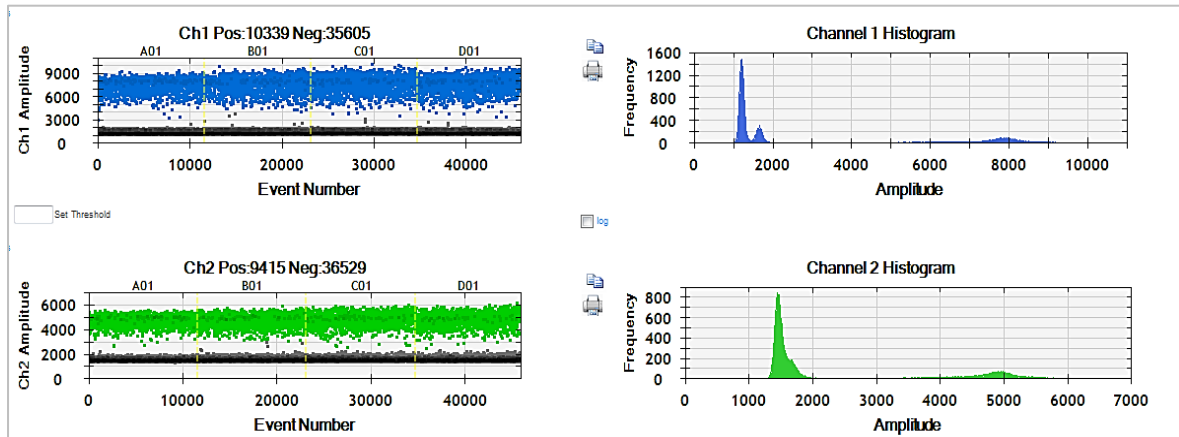 Ch1 Pos:10339 Neg:35605
A01 B01 C01 D01
Ch1 Amplitude
9000
6000
3000
0
0 10000 20000 30000 40000
Event Number
Channel 1 Histogram
Frequency
1600
1200
800
400
0
0 2000 4000 6000 8000 10000
Amplitude
Set Threshold
log
Ch2 Pos:9415 Neg:36529
A01 B01 C01 D01
Ch2 Amplitude
6000
4000
2000
0
0 10000 20000 30000 40000
Event Number
Channel 2 Histogram
Frequency
800
600
400
200
0
0 1000 2000 3000 4000 5000 6000 7000
Amplitude